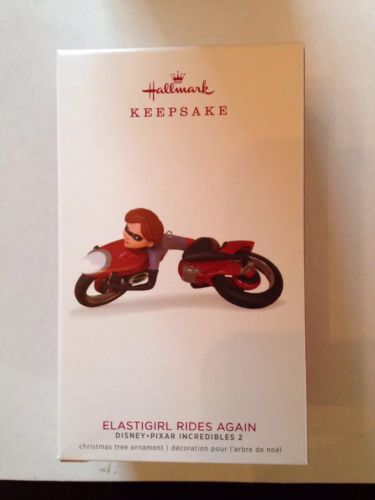 Hallmark
KEEPSAKE
ELASTIGIRL RIDES AGAIN
DISNEY•PIXAR INCREDIBLES 2
christmas tree ornament | décoration pour l'arbre de noël